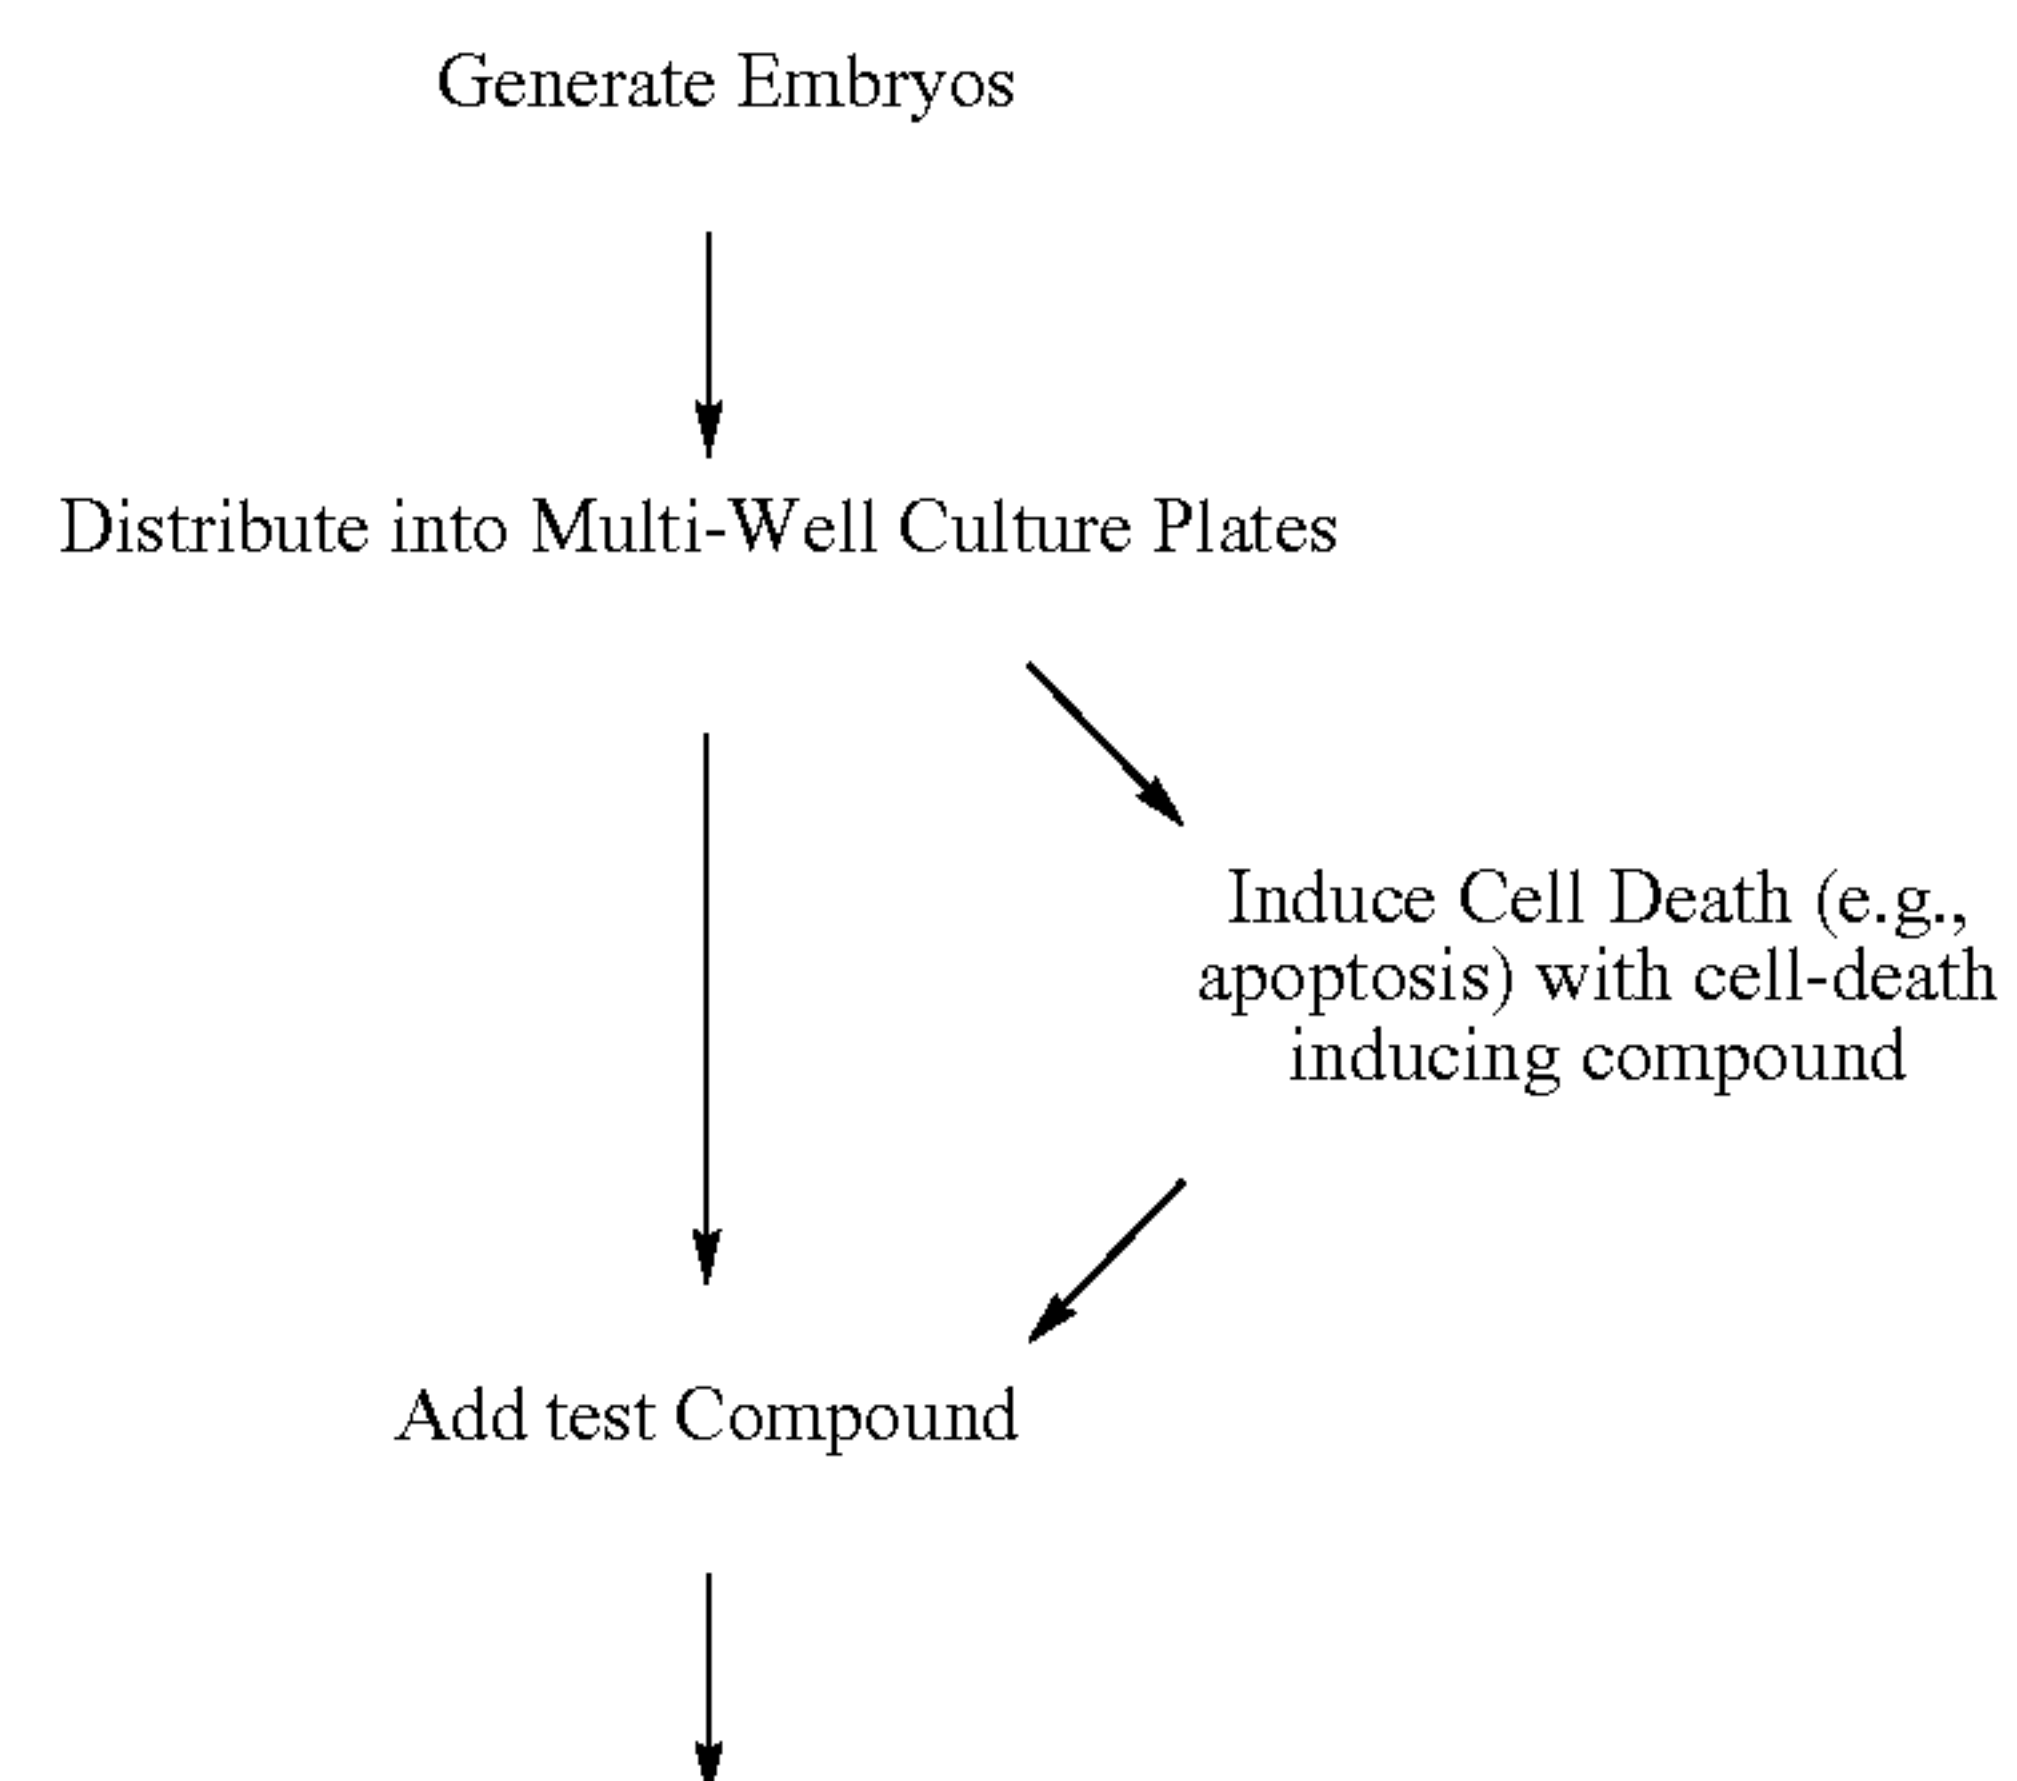 Generate Embryos
Distribute into Multi-Well Culture Plates
Induce Cell Death (e.g.,
apoptosis) with cell-death
inducing compound
Add test Compound